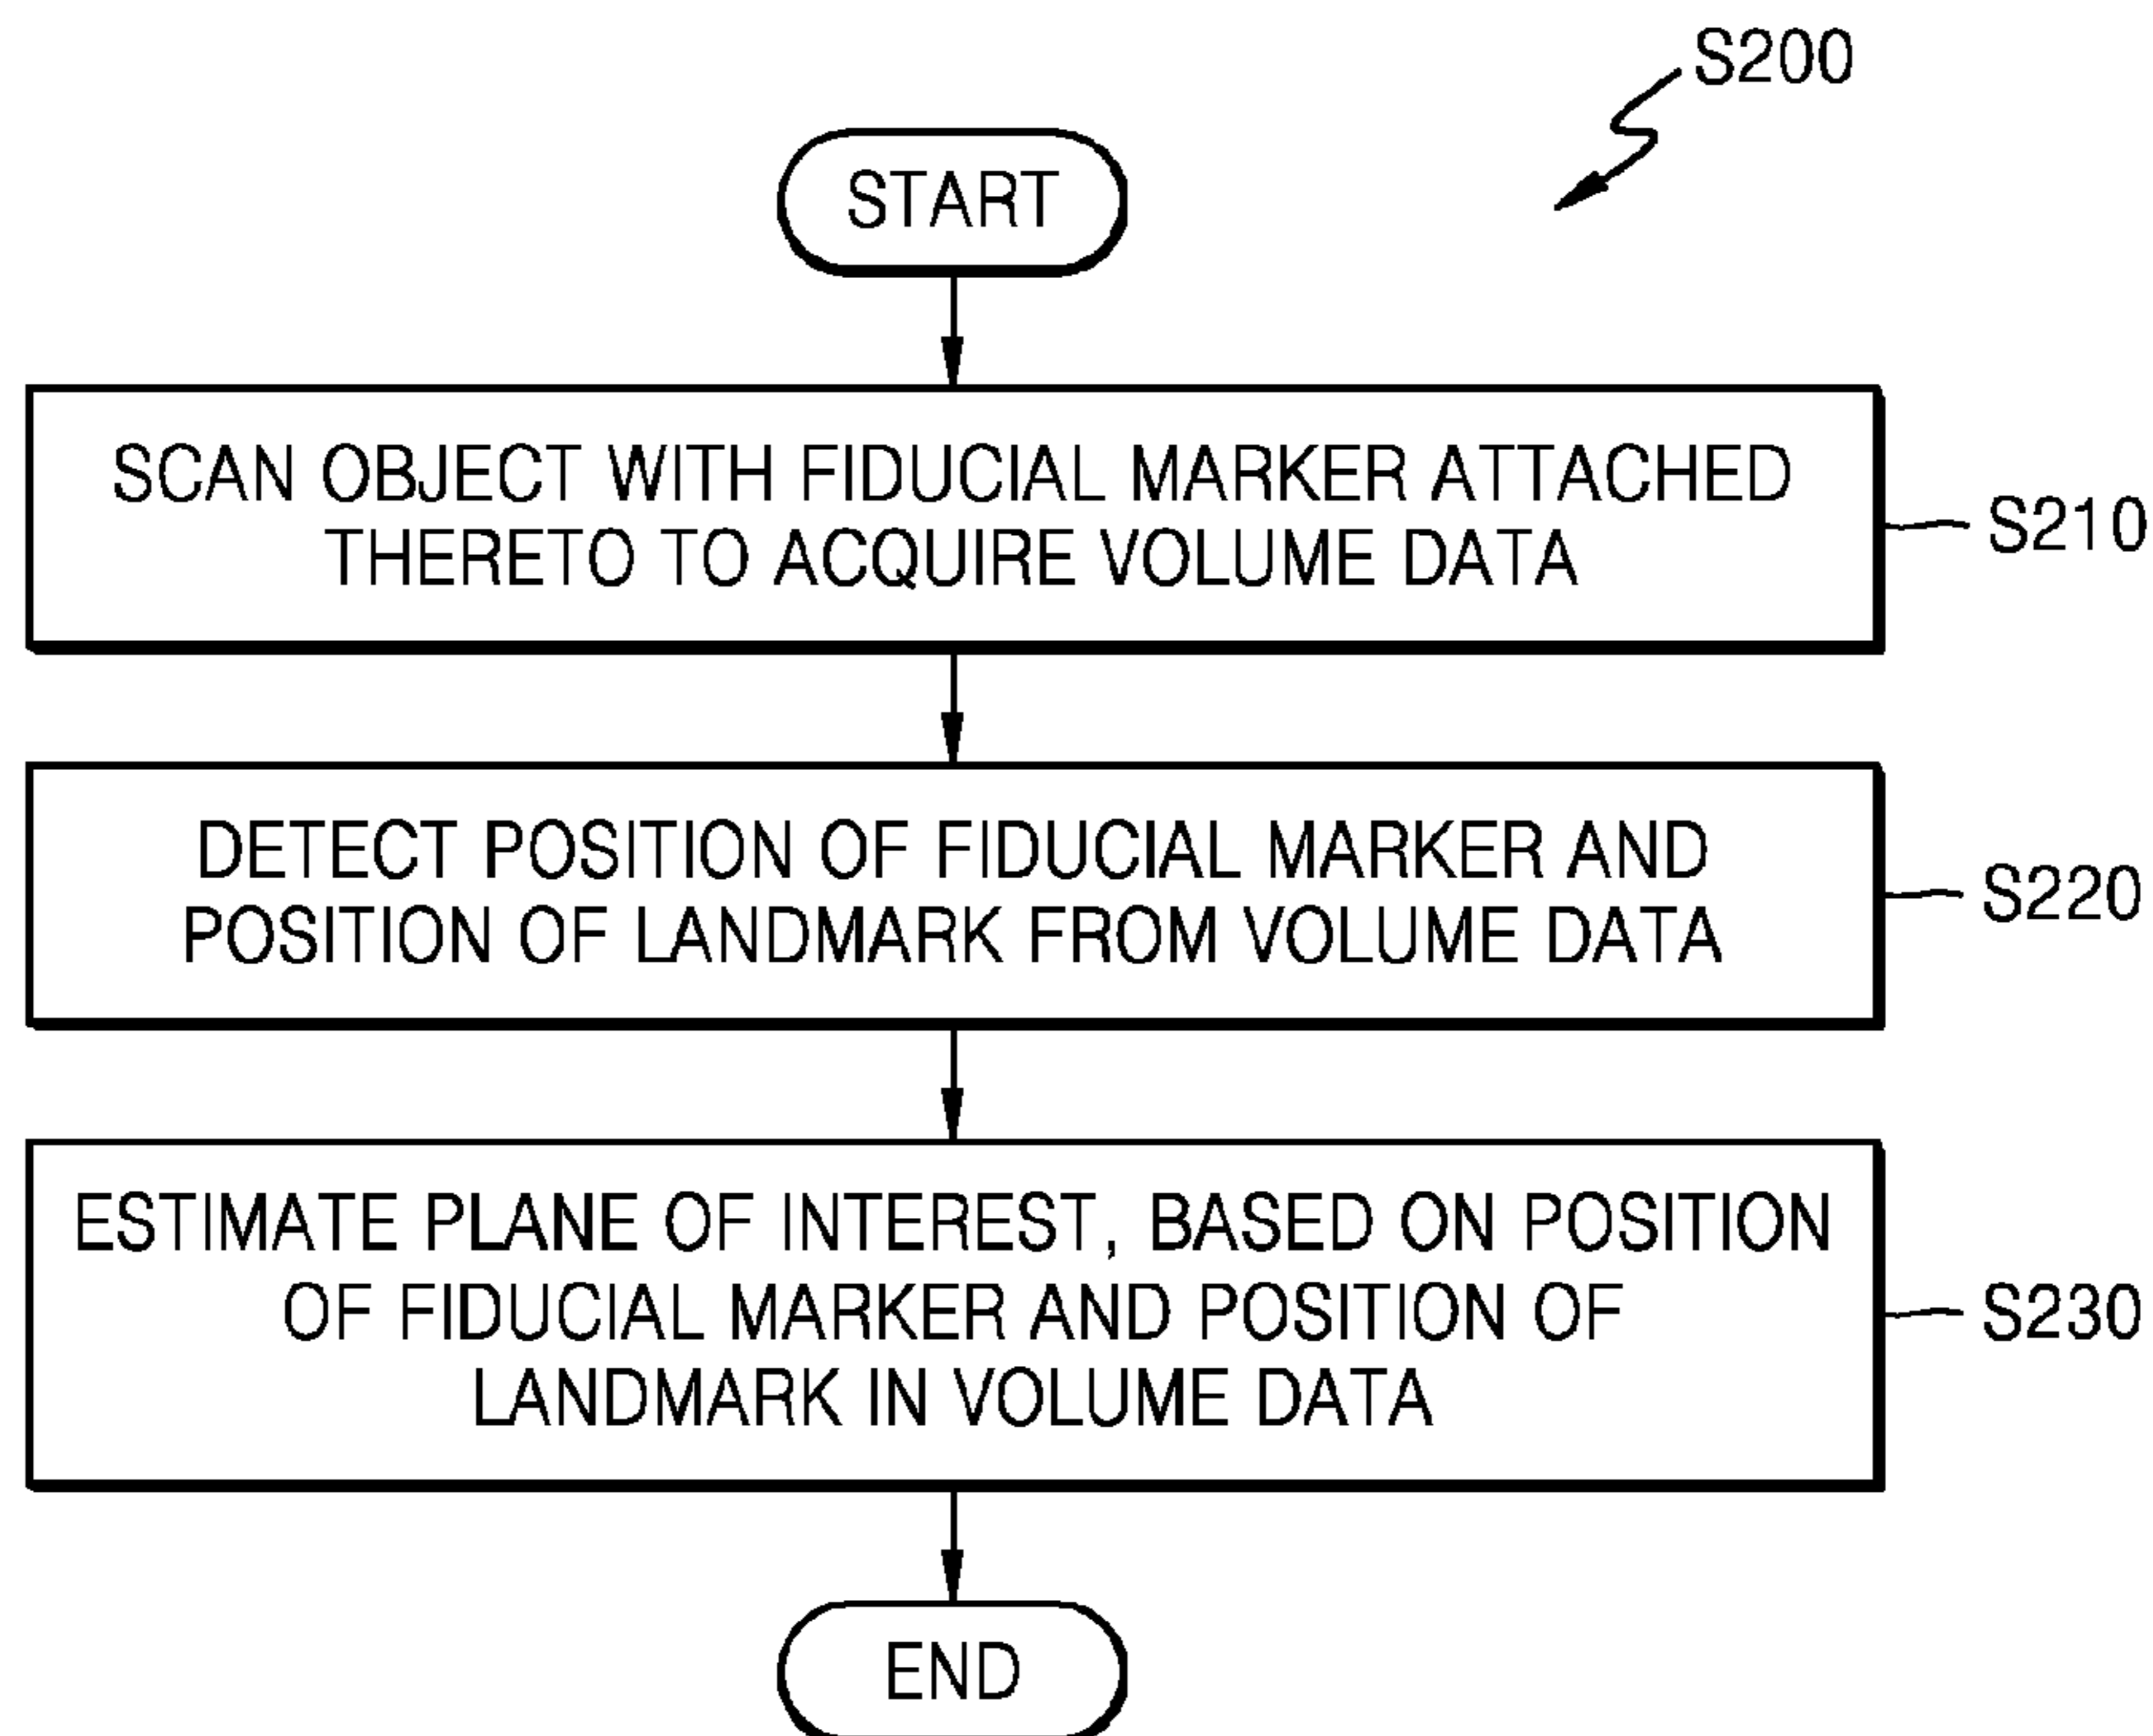 S200
START
SCAN OBJECT WITH FIDUCIAL MARKER ATTACHED
THERETO TO ACQUIRE VOLUME DATA
S210
DETECT POSITION OF FIDUCIAL MARKER AND
POSITION OF LANDMARK FROM VOLUME DATA
S220
ESTIMATE PLANE OF INTEREST, BASED ON POSITION
OF FIDUCIAL MARKER AND POSITION OF
LANDMARK IN VOLUME DATA
S230
END